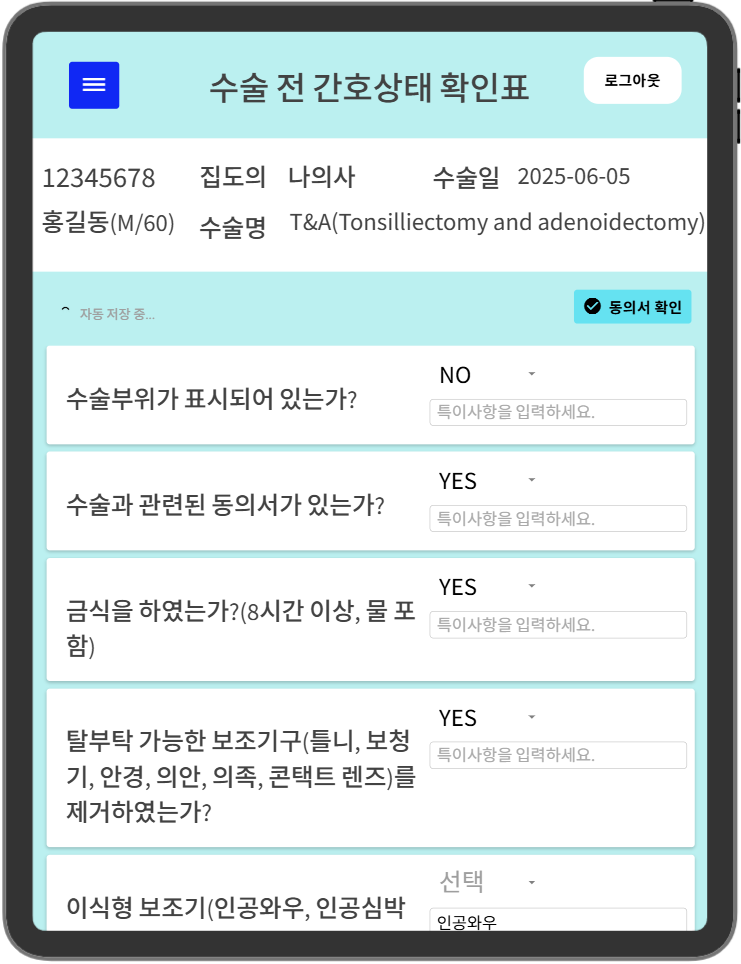 수술 전 간호상태 확인표
로그아웃
12345678 집도의 나의사 수술일 2025-06-05
홍길동(M/60) 수술명 T&A(Tonsilliectomy and adenoidectomy)
자동 저장 중...
동의서 확인
수술부위가 표시되어 있는가?
NO
특이사항을 입력하세요.
수술과 관련된 동의서가 있는가?
YES
특이사항을 입력하세요.
금식을 하였는가?(8시간 이상, 물 포
함)
YES
특이사항을 입력하세요.
탈부탁 가능한 보조기구(틀니, 보청
기, 안경, 의안, 의족, 콘택트 렌즈)를
제거하였는가?
YES
특이사항을 입력하세요.
이식형 보조기(인공와우, 인공심박
선택
인공와우